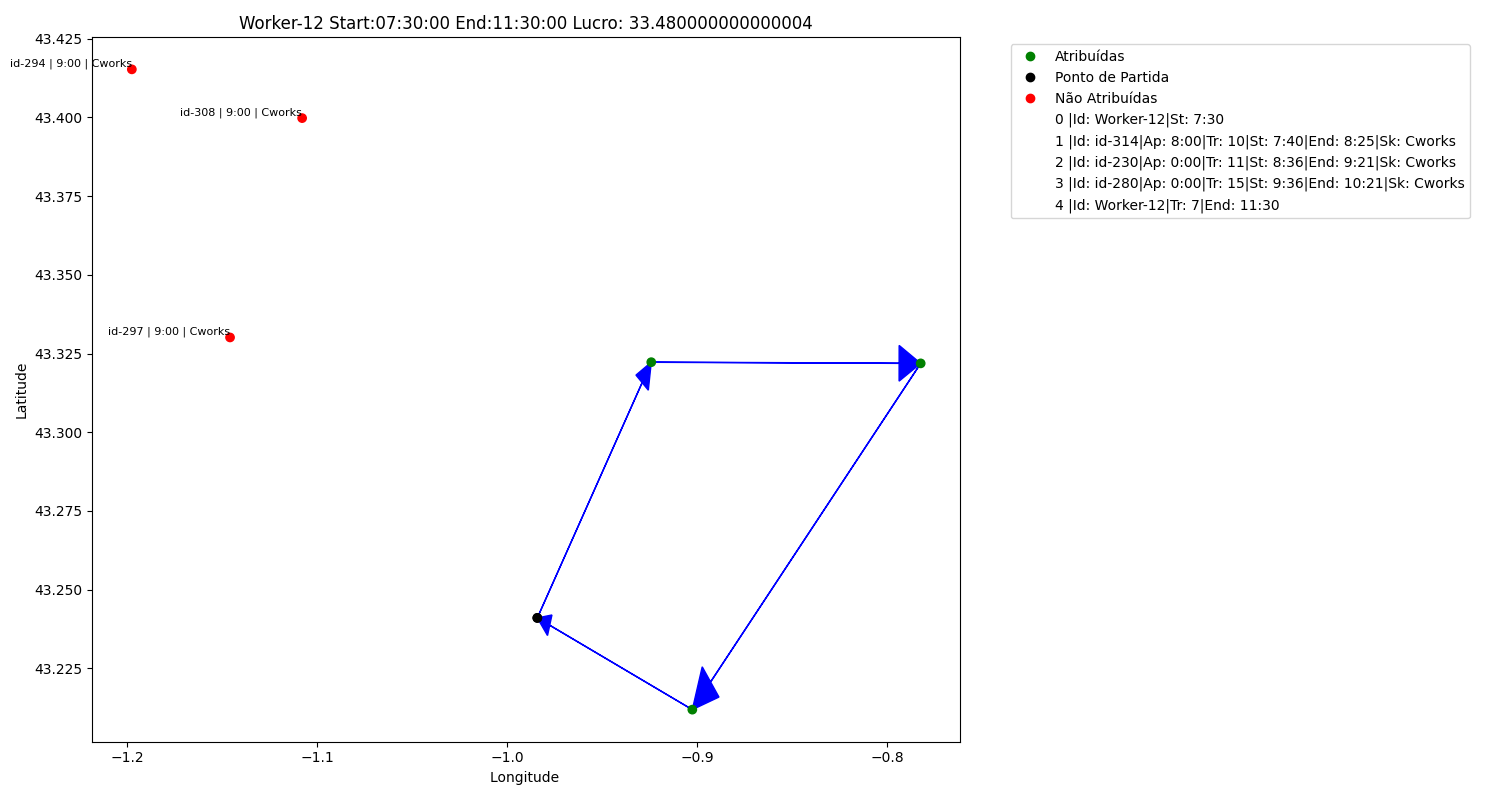 Worker-12 Start:07:30:00 End:11:30:00 Lucro: 33.480000000000004
43.425
43.400
43.375
43.350
43.325
43.300
43.275
43.250
43.225
Latitude
id-294 | 9:00 | Cworks
id-308 | 9:00 | Cworks
id-297 | 9:00 | Cworks
−1.2
−1.1
−1.0
−0.9
−0.8
Longitude
Atribuídas
Ponto de Partida
Não Atribuídas
0 |Id: Worker-12|St: 7:30
1 |Id: id-314|Ap: 8:00|Tr: 10|St: 7:40|End: 8:25|Sk: Cworks
2 |Id: id-230|Ap: 0:00|Tr: 11|St: 8:36|End: 9:21|Sk: Cworks
3 |Id: id-280|Ap: 0:00|Tr: 15|St: 9:36|End: 10:21|Sk: Cworks
4 |Id: Worker-12|Tr: 7|End: 11:30